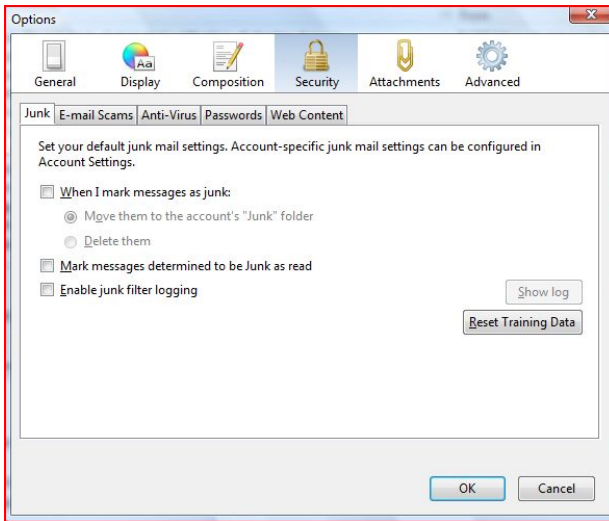 Options
General Display Composition Security Attachments Advanced
Junk E-mail Scams Anti-Virus Passwords Web Content
Set your default junk mail settings. Account-specific junk mail settings can be configured in
Account Settings.
When I mark messages as junk:
Move them to the account's "Junk" folder
Delete them
Mark messages determined to be Junk as read
Enable junk filter logging
Show log
Reset Training Data
OK Cancel